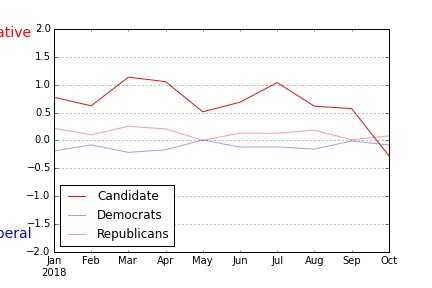 ative
2.0
1.5
1.0
0.5
0.0
−0.5
−1.0
−1.5
−2.0
peral
Candidate
Democrats
Republicans
Jan Feb Mar Apr May Jun Jul Aug Sep Oct
2018